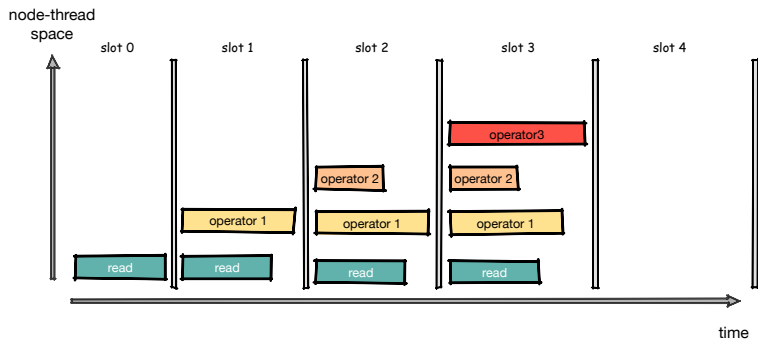 node-thread
space
slot 0
slot 1
slot 2
slot 3
slot 4
operator3
operator 2
operator 2
operator 1
operator 1
operator 1
read
read
read
read
time